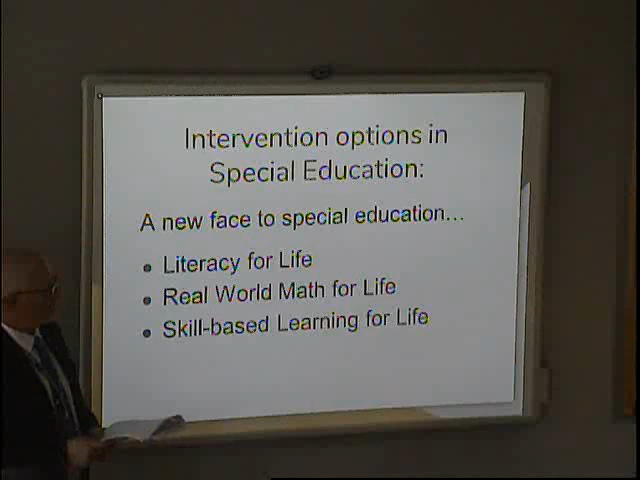 Intervention options in
Special Education:
A new face to special education...
• Literacy for Life
• Real World Math for Life
• Skill-based Learning for Life